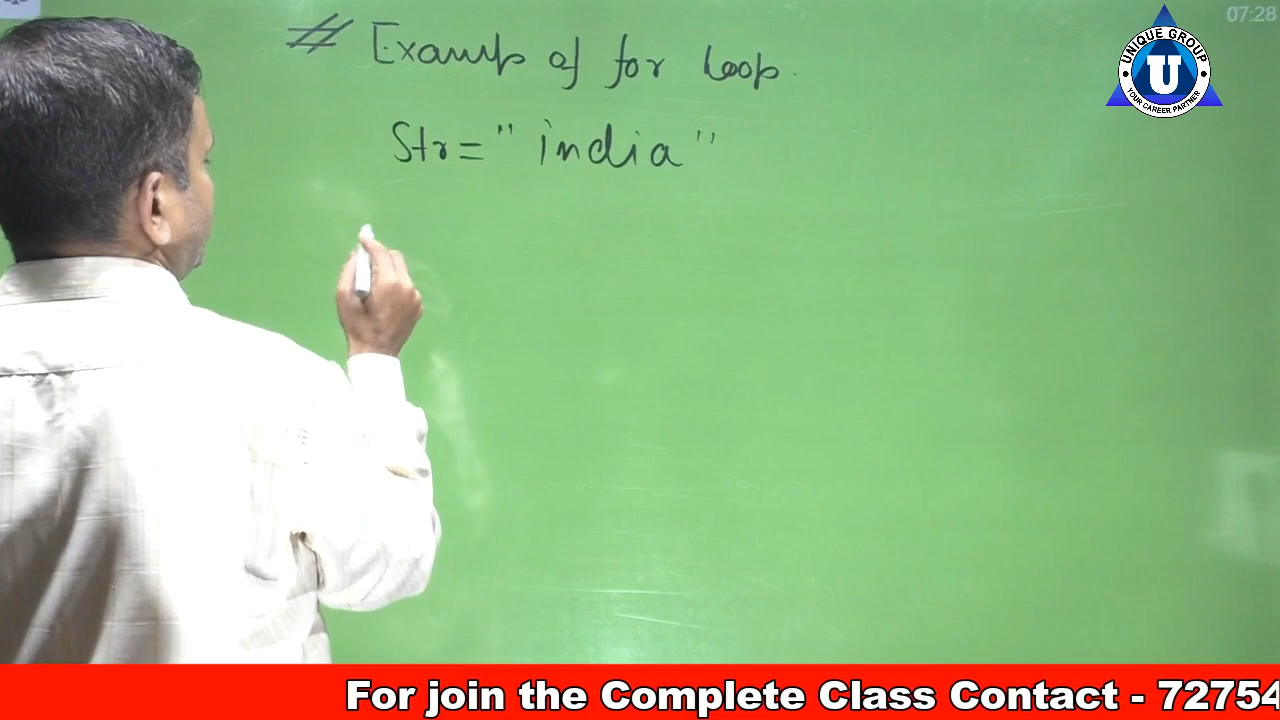 07:28
UNIQUE GROUP
U
YOUR CAREER PARTNER
# Examp of for Loop.
Str = "india"
For join the Complete Class Contact - 72754